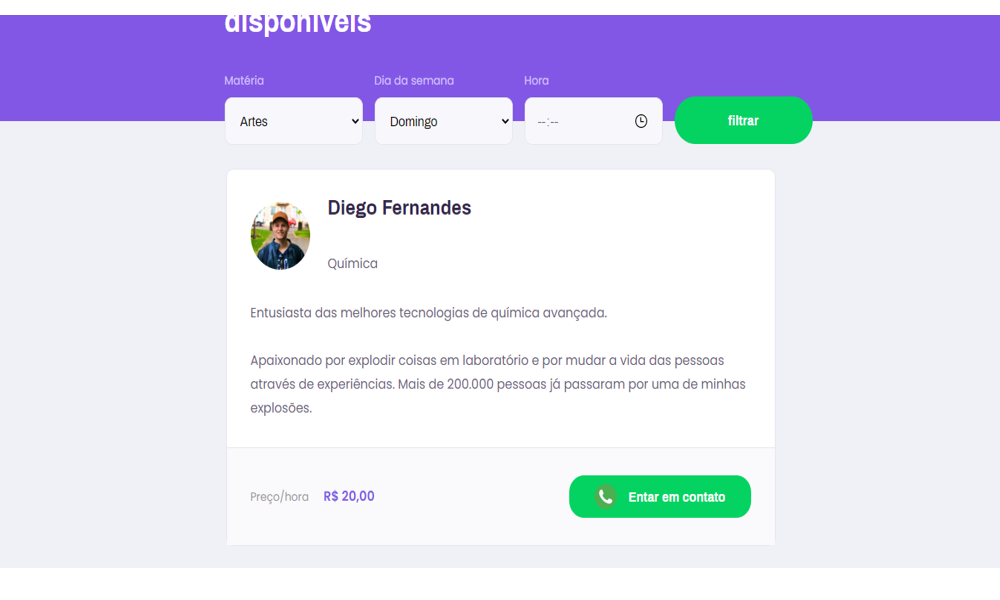 disponíveis
Matéria Dia da semana Hora
Artes Domingo --:-- filtrar
Diego Fernandes
Química
Entusiasta das melhores tecnologias de química avançada.
Apaixonado por explodir coisas em laboratório e por mudar a vida das pessoas
através de experiências. Mais de 200.000 pessoas já passaram por uma de minhas
explosões.
Preço/hora R$ 20,00 Entar em contato